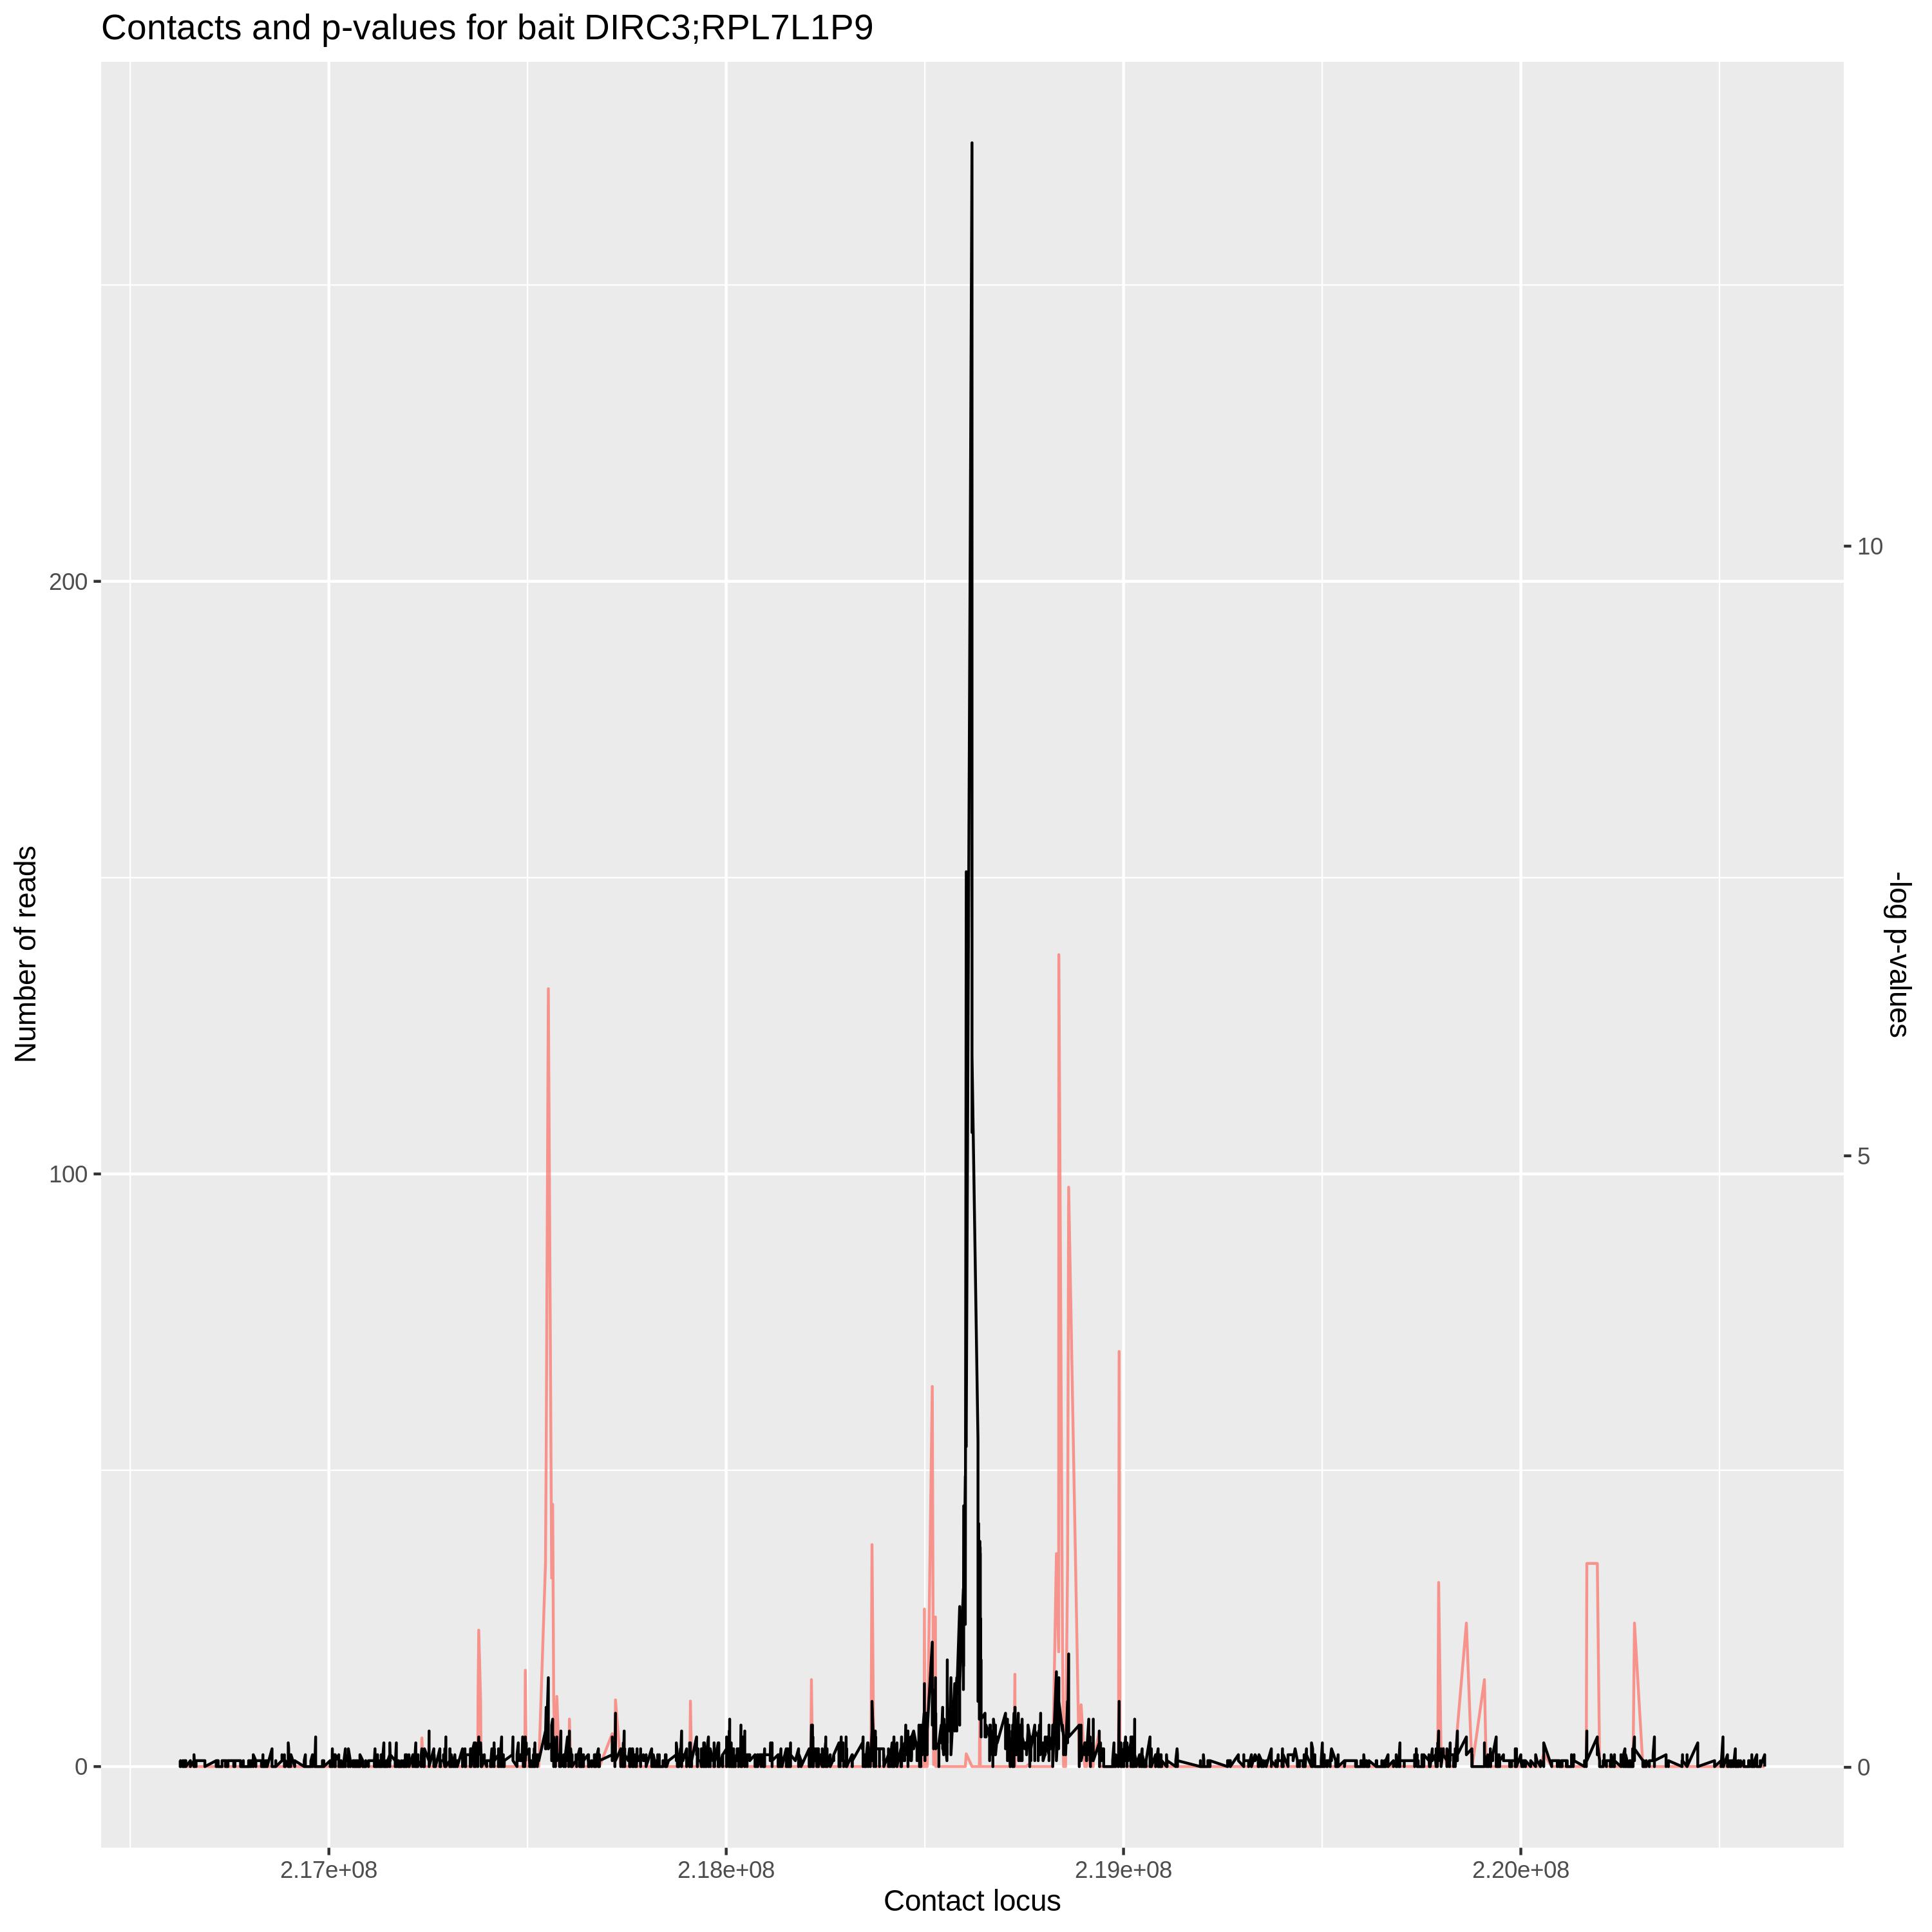 Contacts and p-values for bait DIRC3;RPL7L1P9
Number of reads
200
100
0
10
5
0
-log p-values
2.17e+08 2.18e+08 2.19e+08 2.20e+08
Contact locus